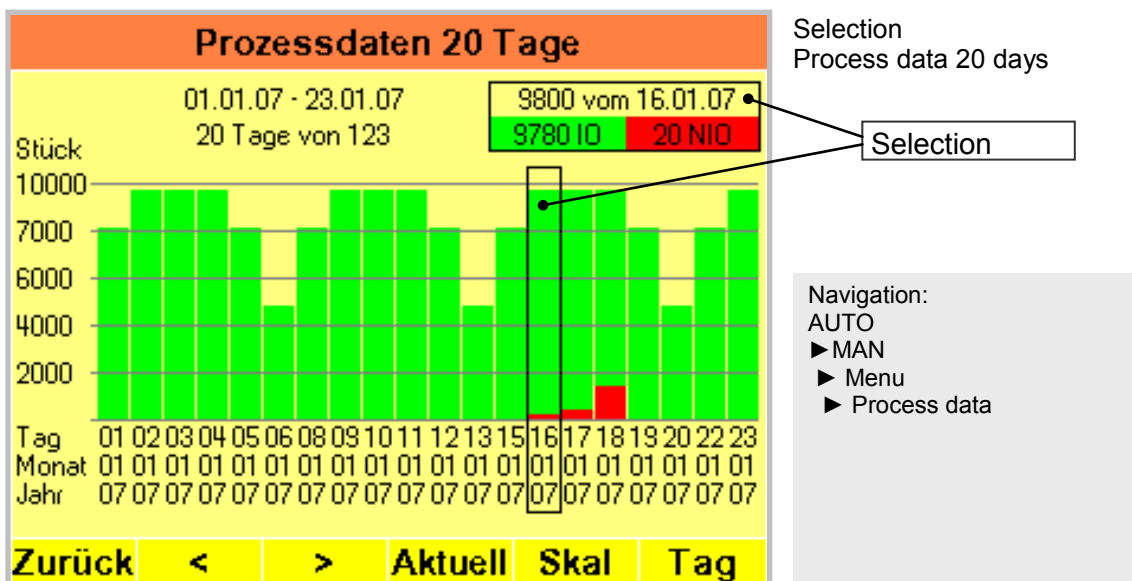 Prozessdaten 20 Tage
01.01.07 - 23.01.07
20 Tage von 123
9800 vom 16.01.07
9780 IO
20 NIO
Stück
10000
7000
6000
4000
2000
Tag 01 02 03 04 05 06 08 09 10 11 12 13 15 16 17 18 19 20 22 23
Monat 01 01 01 01 01 01 01 01 01 01 01 01 01 01 01 01 01 01 01 01
Jahr 07 07 07 07 07 07 07 07 07 07 07 07 07 07 07 07 07 07 07 07
Zurück < > Aktuell Skal Tag
Selection
Process data 20 days
Selection
Navigation:
AUTO
►MAN
► Menu
► Process data